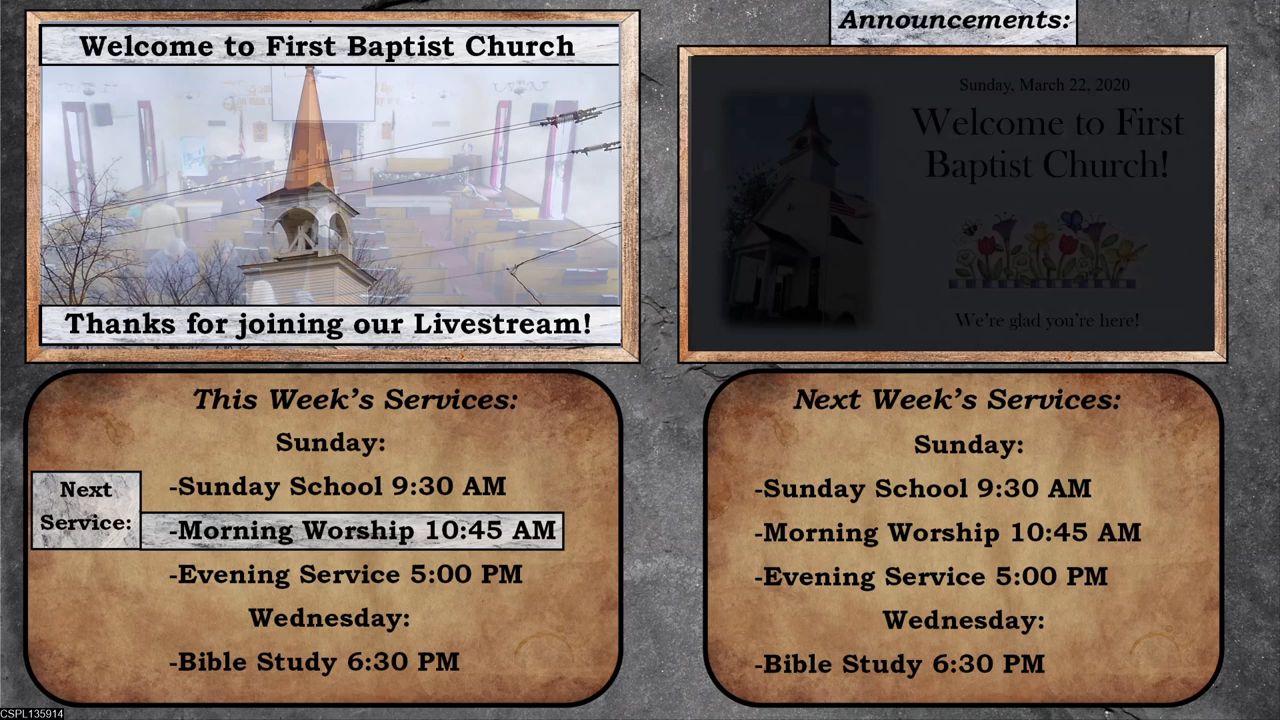 Welcome to First Baptist Church
Thanks for joining our Livestream!
Announcements:
Sunday, March 22, 2020
Welcome to First
Baptist Church!
We're glad you're here!
This Week's Services:
Sunday:
-Sunday School 9:30 AM
Next
Service:
-Morning Worship 10:45 AM
-Evening Service 5:00 PM
Wednesday:
-Bible Study 6:30 PM
Next Week's Services:
Sunday:
-Sunday School 9:30 AM
-Morning Worship 10:45 AM
-Evening Service 5:00 PM
Wednesday:
-Bible Study 6:30 PM
CSPL135914